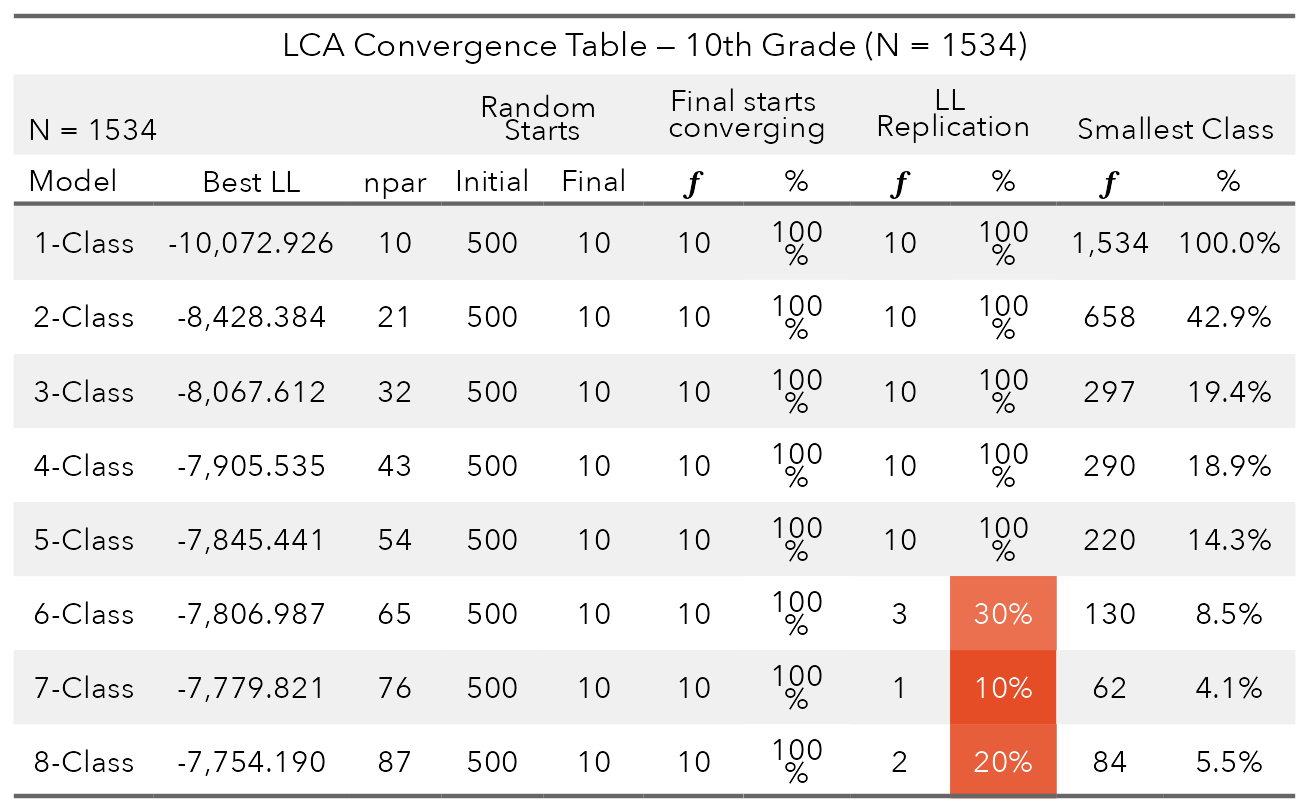 LCA Convergence Table – 10th Grade (N = 1534)
N = 1534 Random Starts Final starts converging LL Replication Smallest Class
Model Best LL npar Initial Final f % f % f %
1-Class -10,072.926 10 500 10 10 100% 10 100% 1,534 100.0%
2-Class -8,428.384 21 500 10 10 100% 10 100% 658 42.9%
3-Class -8,067.612 32 500 10 10 100% 10 100% 297 19.4%
4-Class -7,905.535 43 500 10 10 100% 10 100% 290 18.9%
5-Class -7,845.441 54 500 10 10 100% 10 100% 220 14.3%
6-Class -7,806.987 65 500 10 10 100% 3 30% 130 8.5%
7-Class -7,779.821 76 500 10 10 100% 1 10% 62 4.1%
8-Class -7,754.190 87 500 10 10 100% 2 20% 84 5.5%